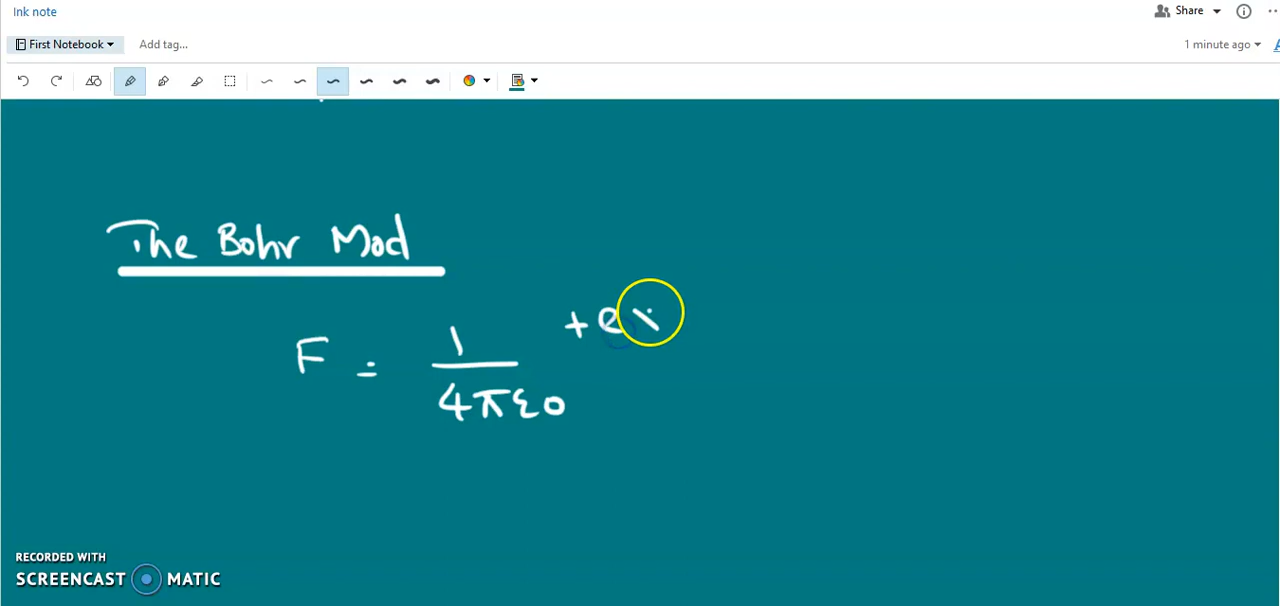 Ink note
Share
First Notebook
Add tag...
1 minute ago
The Bohr Mod
F = 1 +e x
4πε0
RECORDED WITH
SCREENCAST MATIC